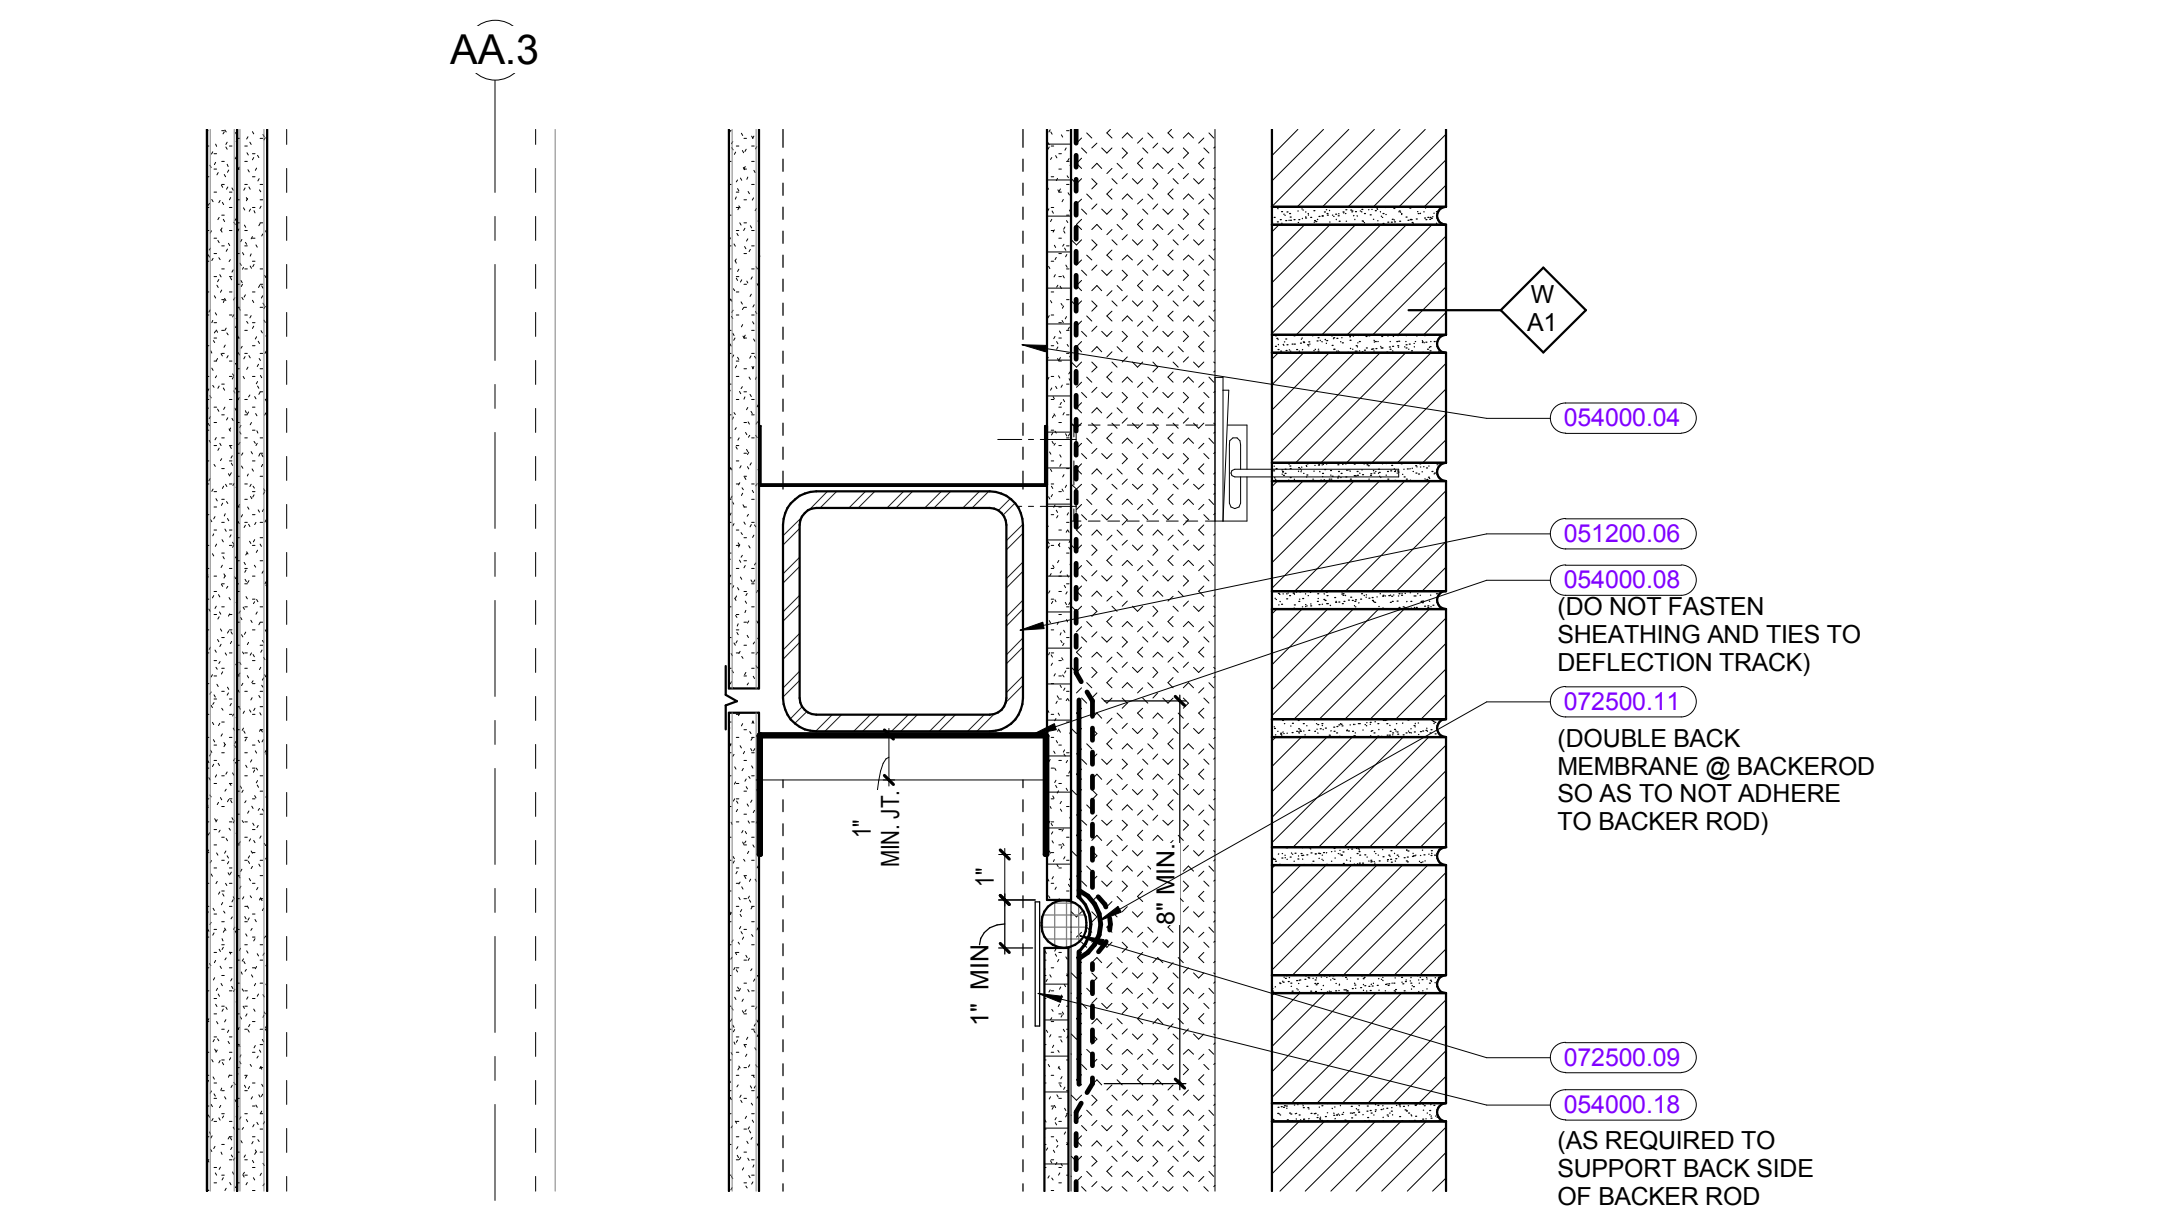 AA.3
W
A1
054000.04
051200.06
054000.08
(DO NOT FASTEN
SHEATHING AND TIES TO
DEFLECTION TRACK)
072500.11
(DOUBLE BACK
MEMBRANE @ BACKEROD
SO AS TO NOT ADHERE
TO BACKER ROD)
1"
MIN. JT.
1"
1" MIN
8" MIN.
072500.09
054000.18
(AS REQUIRED TO
SUPPORT BACK SIDE
OF BACKER ROD